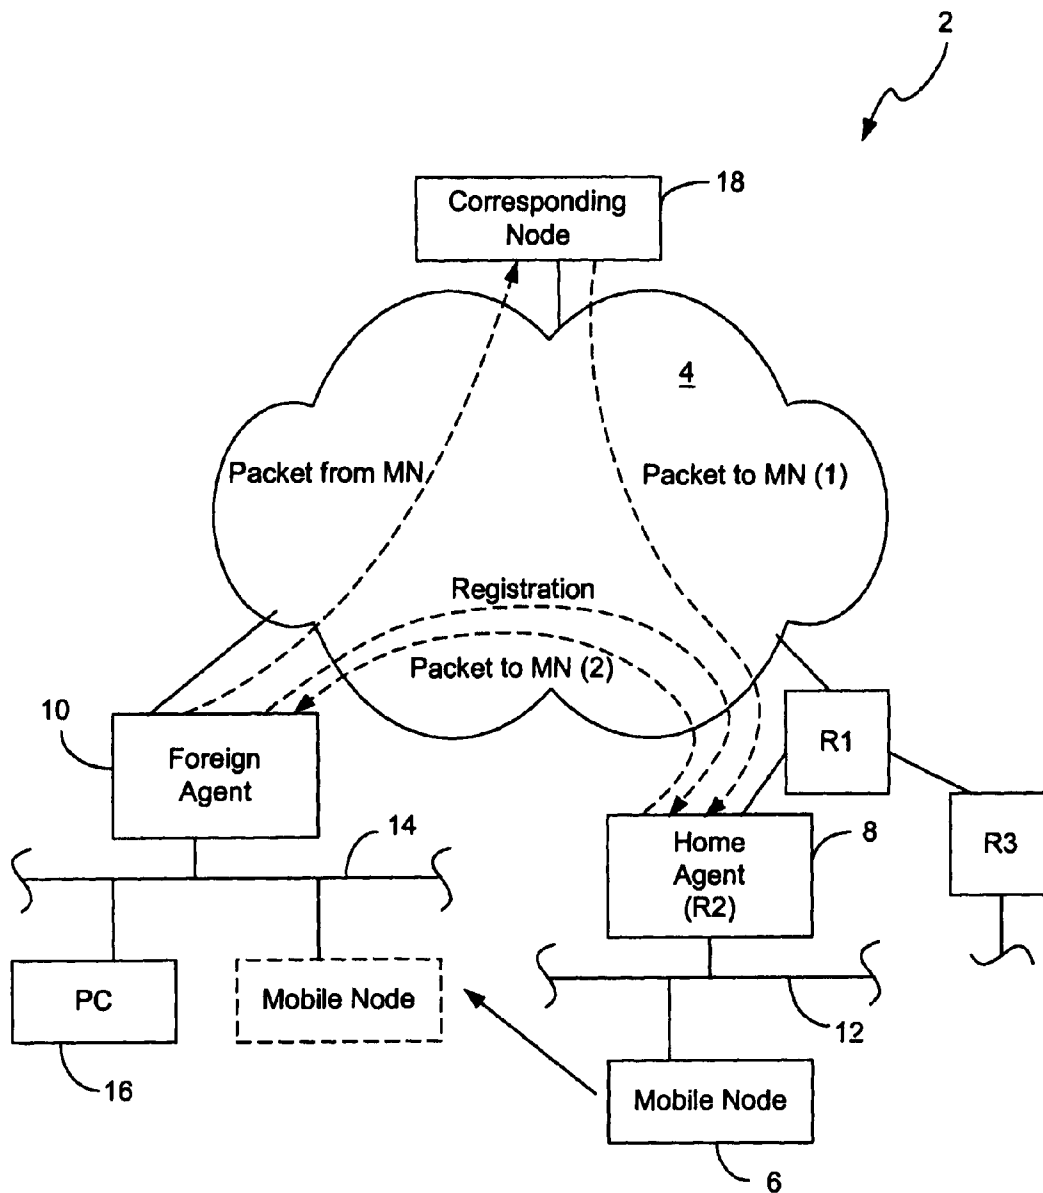 2
18
Corresponding
Node
4
Packet from MN
Packet to MN (1)
Registration
Packet to MN (2)
10
Foreign
Agent
R1
14
8
Home
Agent
(R2)
R3
PC
Mobile Node
12
16
Mobile Node
6